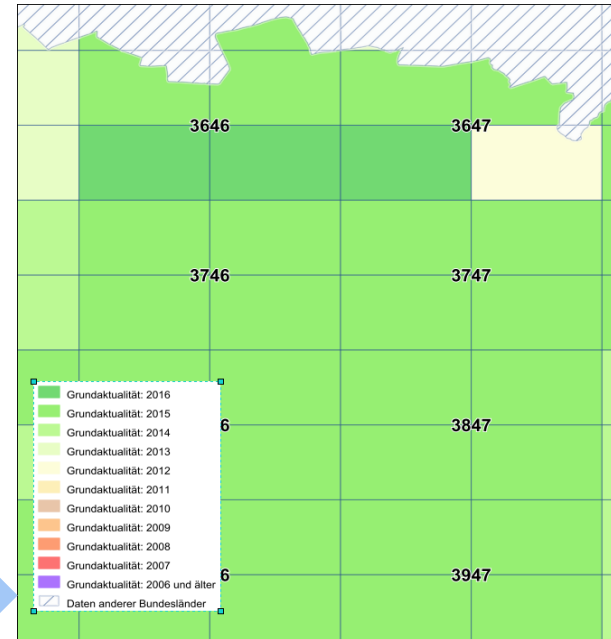 3646
3647
3746
3747
6
3847
6
3947
Grundaktualität: 2016
Grundaktualität: 2015
Grundaktualität: 2014
Grundaktualität: 2013
Grundaktualität: 2012
Grundaktualität: 2011
Grundaktualität: 2010
Grundaktualität: 2009
Grundaktualität: 2008
Grundaktualität: 2007
Grundaktualität: 2006 und älter
Daten anderer Bundesländer